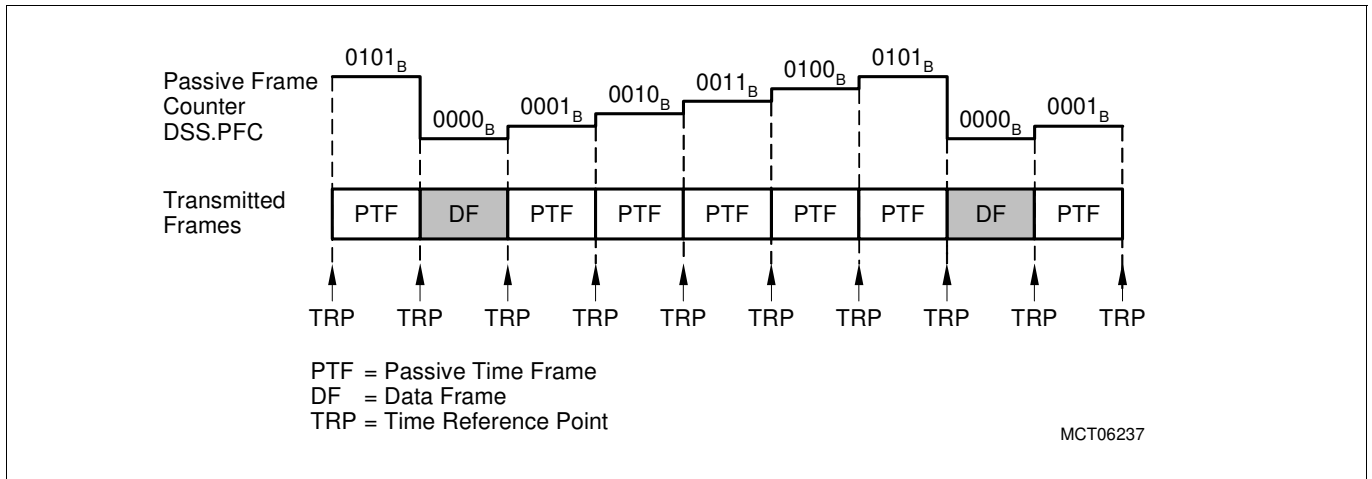 Passive Frame
Counter
DSS.PFC
0101B
0000B
0001B
0010B
0011B
0100B
0101B
0000B
0001B
Transmitted
Frames
PTF DF PTF PTF PTF PTF PTF DF PTF
TRP TRP TRP TRP TRP TRP TRP TRP TRP TRP
PTF = Passive Time Frame
DF = Data Frame
TRP = Time Reference Point
MCT06237